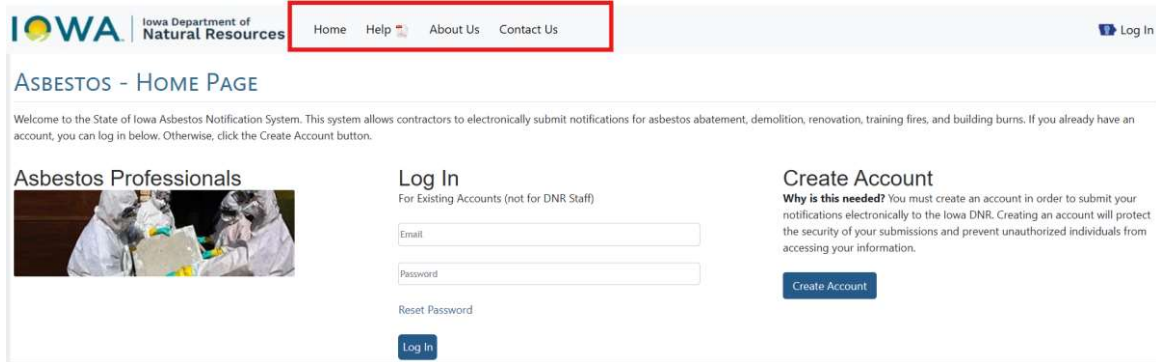 IOWA
Iowa Department of
Natural Resources
Home Help About Us Contact Us
Log In
ASBESTOS - HOME PAGE
Welcome to the State of Iowa Asbestos Notification System. This system allows contractors to electronically submit notifications for asbestos abatement, demolition, renovation, training fires, and building burns. If you already have an
account, you can log in below. Otherwise, click the Create Account button.
Asbestos Professionals
Log In
For Existing Accounts (not for DNR Staff)
Email
Password
Reset Password
Log In
Create Account
Why is this needed? You must create an account in order to submit your
notifications electronically to the Iowa DNR. Creating an account will protect
the security of your submissions and prevent unauthorized individuals from
accessing your information.
Create Account